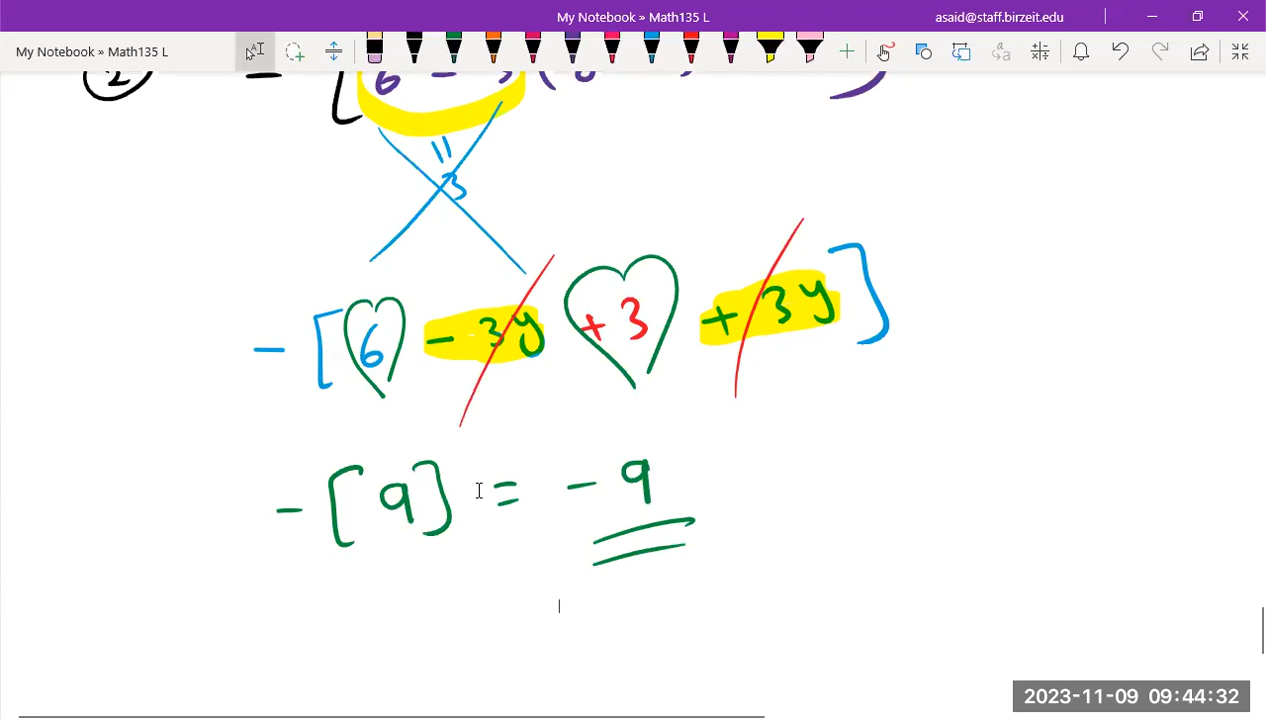 My Notebook » Math135 L asaid@staff.birzeit.edu
My Notebook » Math135 L
2
3
- [ 6 - 3y + 3 + 3y ]
- [ 9 ] = - 9
2023-11-09 09:44:32